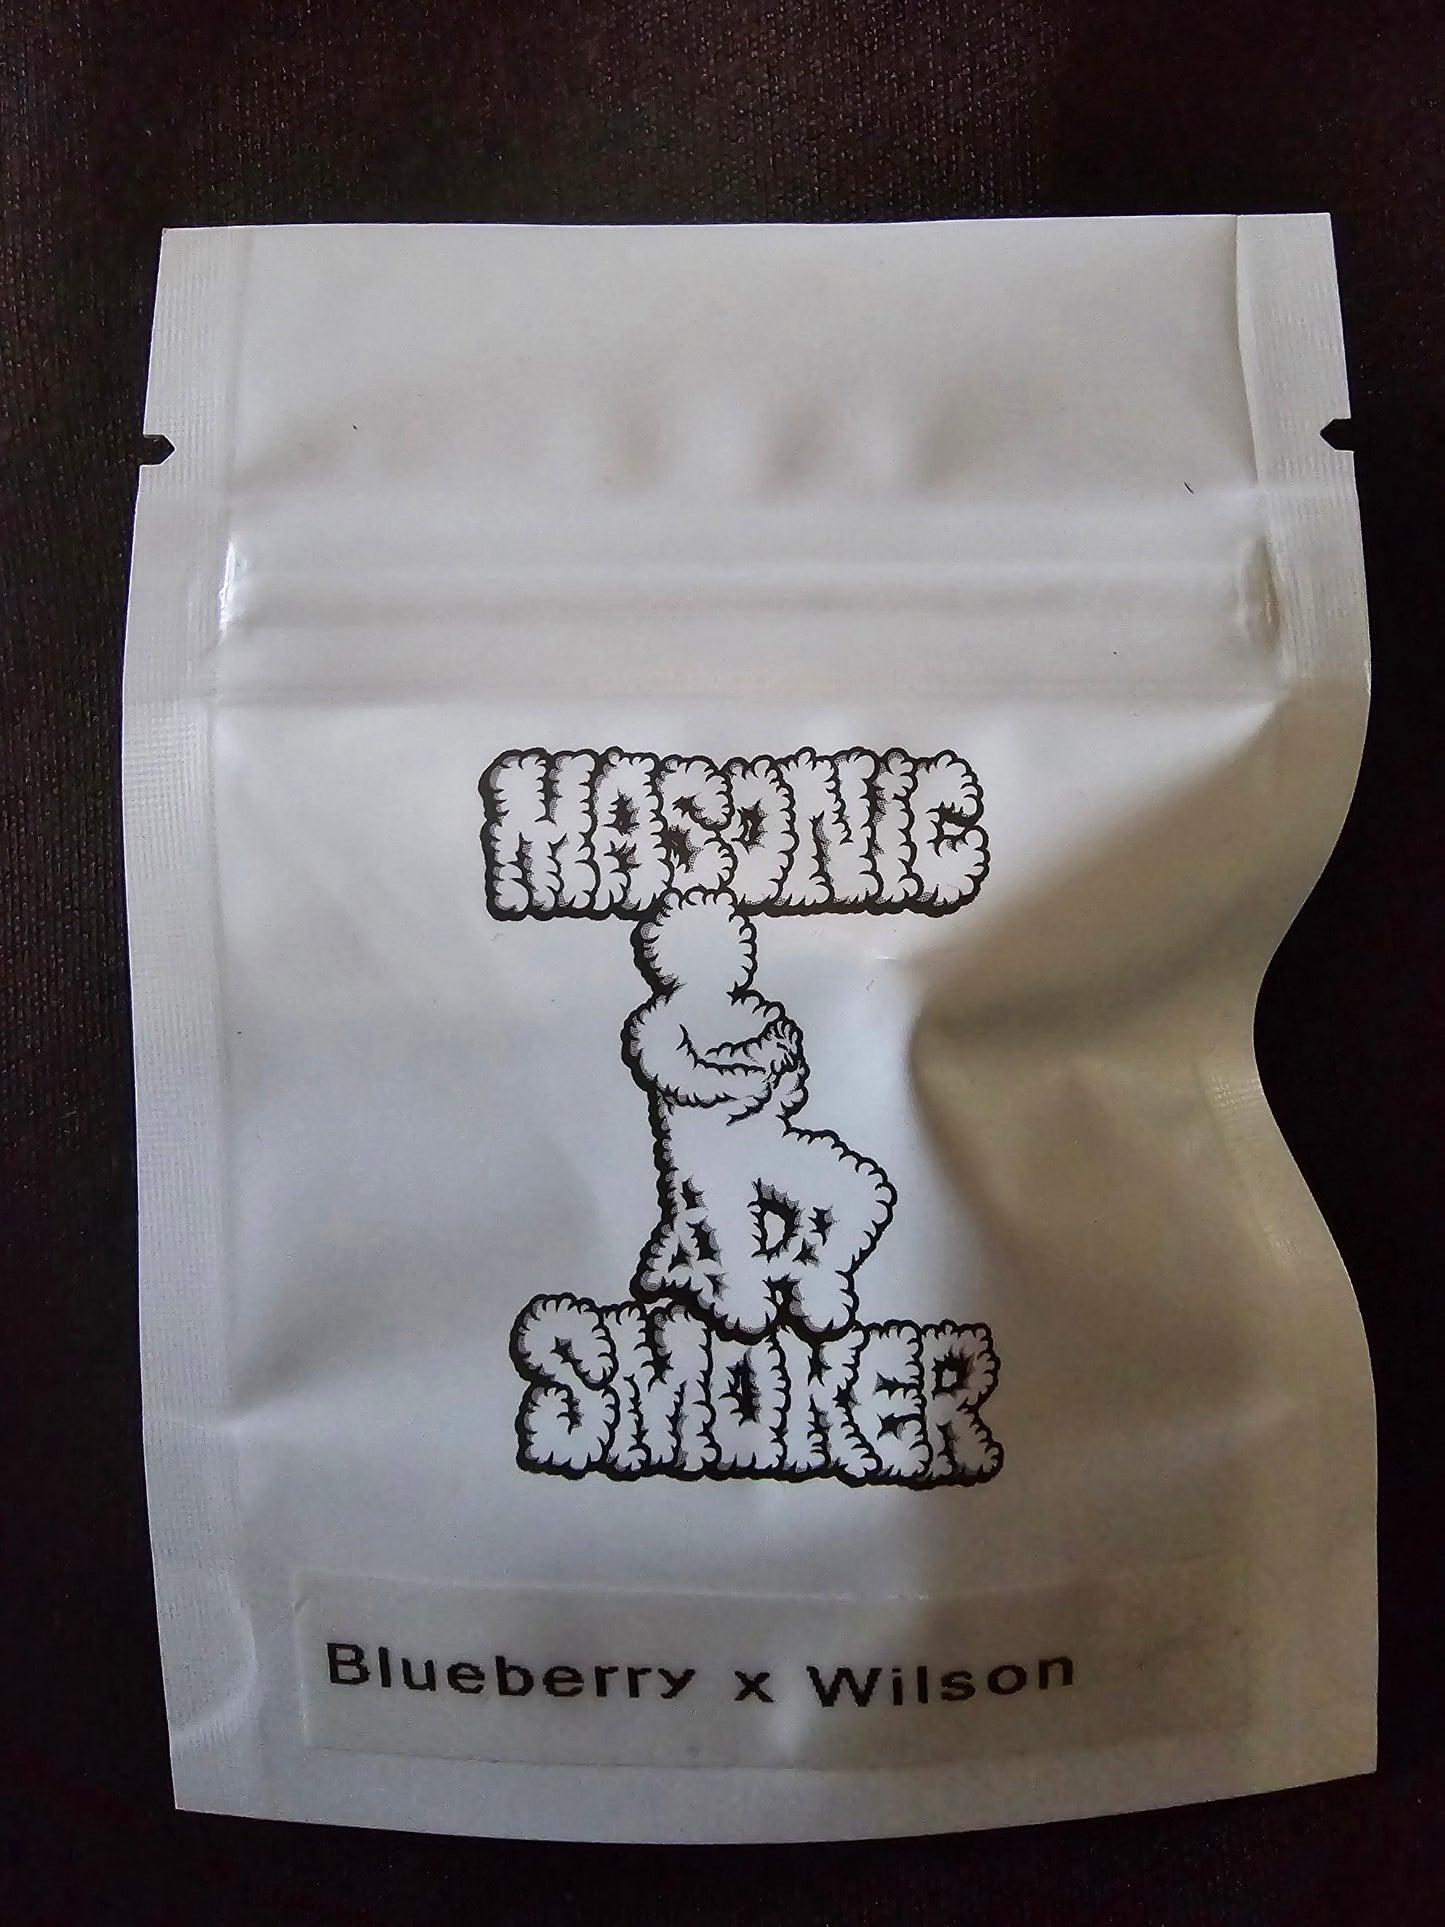 MASONIC
SMOKER
Blueberry x Wilson